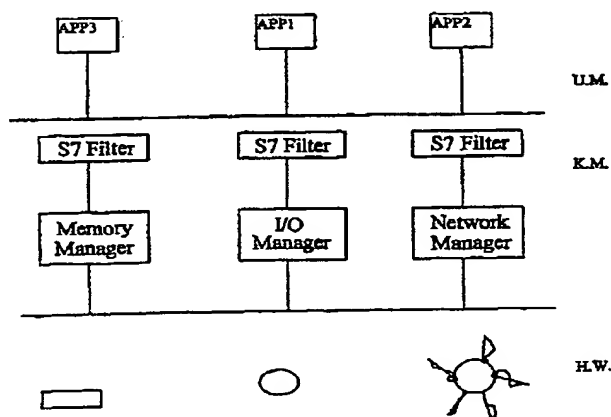 APP3
APP1
APP2
U.M.
S7 Filter
S7 Filter
S7 Filter
K.M.
Memory
Manager
I/O
Manager
Network
Manager
H.W.